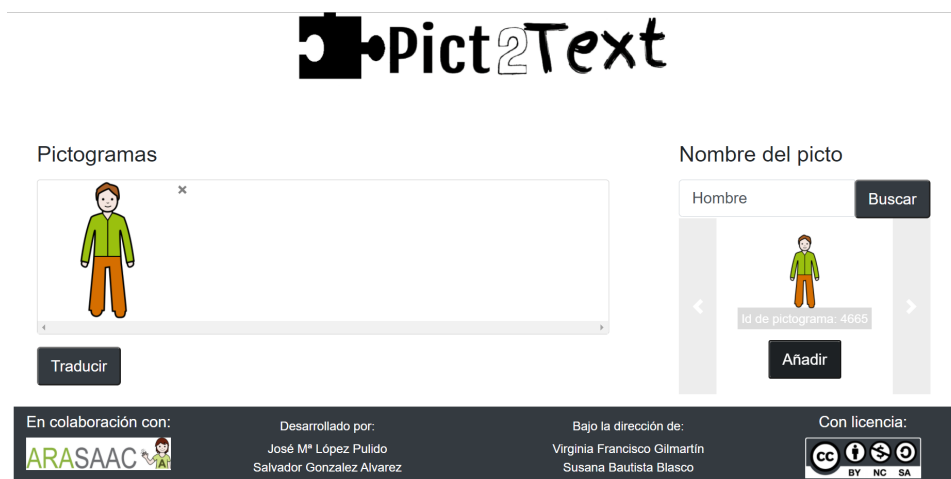 Pict2Text
Pictogramas
Nombre del picto
×
Hombre
Buscar
Id de pictograma: 4665
Añadir
Traducir
En colaboración con:
ARASAAC
Desarrollado por:
José Mª López Pulido
Salvador Gonzalez Alvarez
Bajo la dirección de:
Virginia Francisco Gilmartín
Susana Bautista Blasco
Con licencia:
cc
BY NC SA